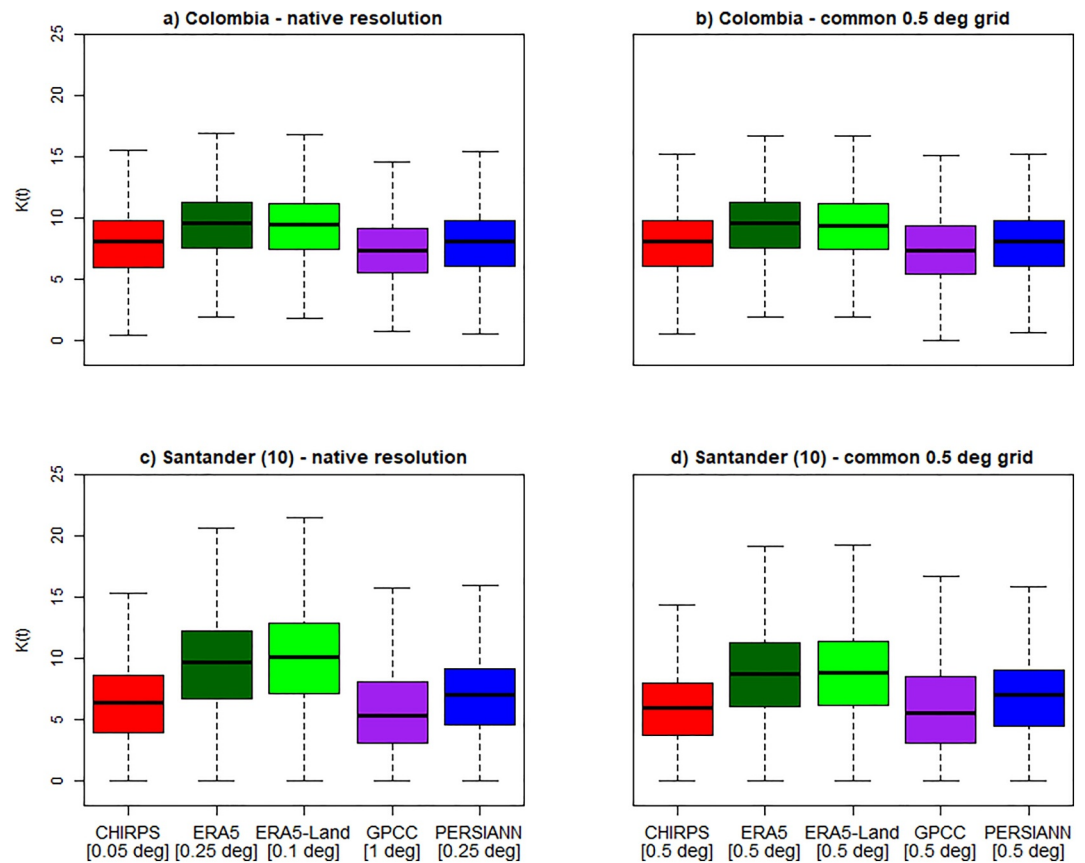 a) Colombia - native resolution
b) Colombia - common 0.5 deg grid
25
20
15
10
5
0
K(t)
c) Santander (10) - native resolution
d) Santander (10) - common 0.5 deg grid
25
20
15
10
5
0
K(t)
CHIRPS ERA5 ERA5-Land GPCC PERSIANN
[0.05 deg] [0.25 deg] [0.1 deg] [1 deg] [0.25 deg]
CHIRPS ERA5 ERA5-Land GPCC PERSIANN
[0.5 deg] [0.5 deg] [0.5 deg] [0.5 deg] [0.5 deg]